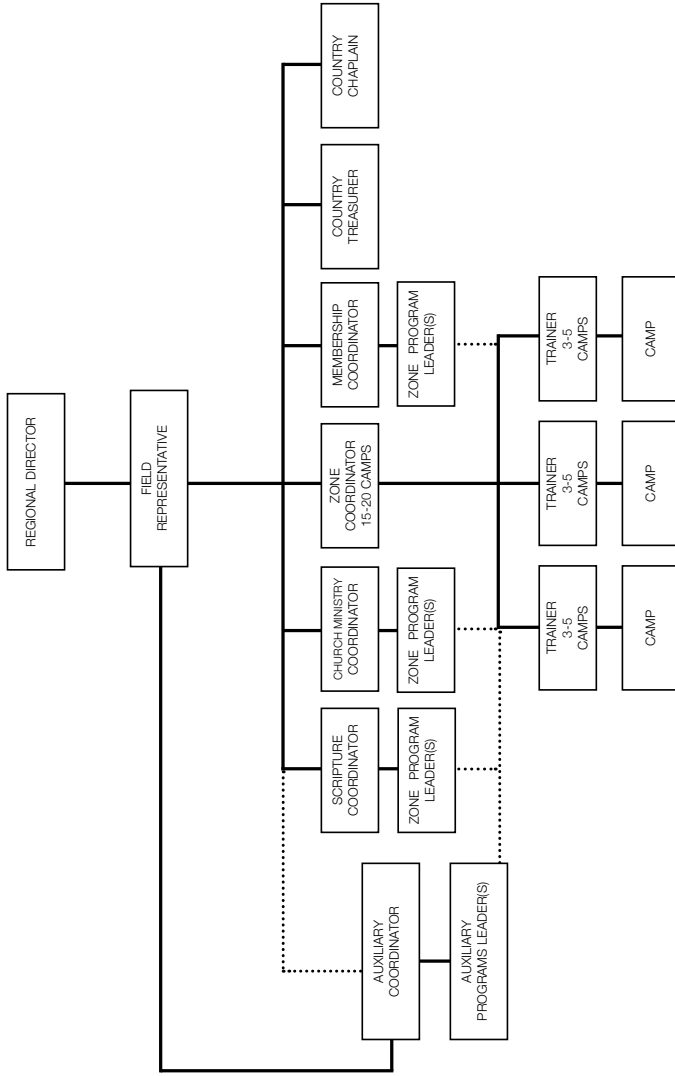 REGIONAL DIRECTOR
FIELD
REPRESENTATIVE
AUXILIARY
COORDINATOR
SCRIPTURE
COORDINATOR
CHURCH MINISTRY
COORDINATOR
ZONE
COORDINATOR
15-20 CAMPS
MEMBERSHIP
COORDINATOR
COUNTRY
TREASURER
COUNTRY
CHAPLAIN
AUXILIARY
PROGRAMS LEADER(S)
ZONE PROGRAM
LEADER(S)
ZONE PROGRAM
LEADER(S)
ZONE PROGRAM
LEADER(S)
TRAINER
3-5
CAMPS
TRAINER
3-5
CAMPS
TRAINER
3-5
CAMPS
CAMP
CAMP
CAMP